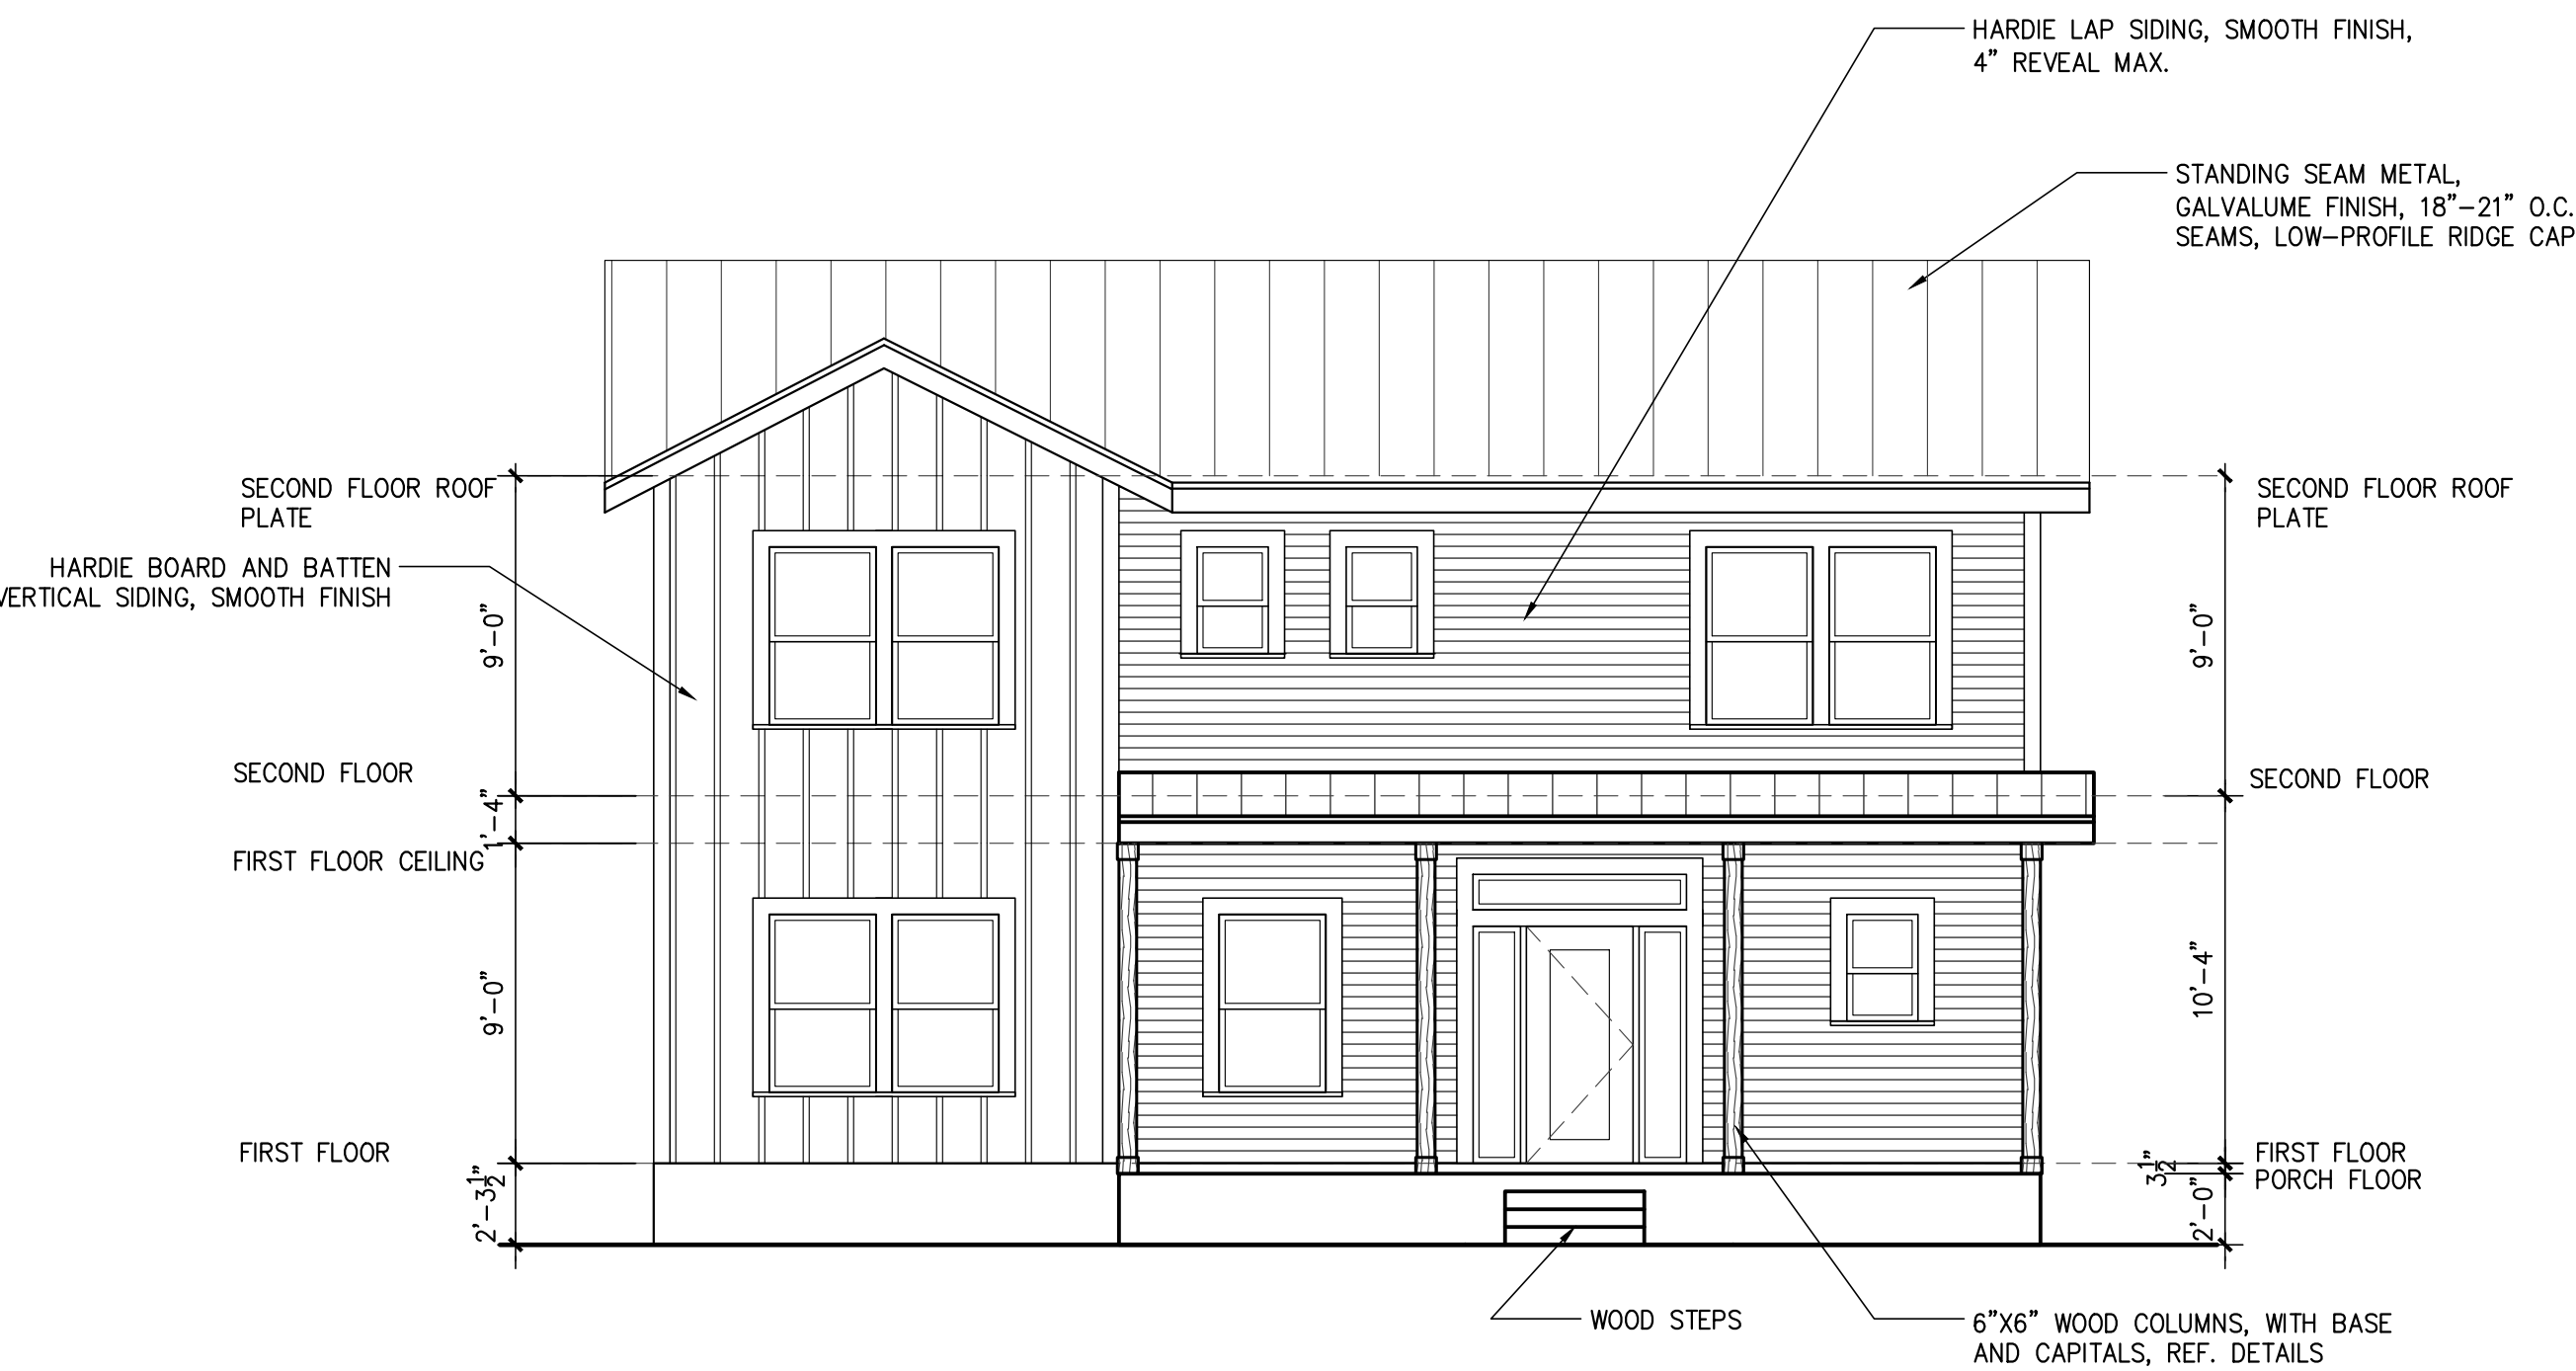 HARDIE LAP SIDING, SMOOTH FINISH,
4" REVEAL MAX.
STANDING SEAM METAL,
GALVALUME FINISH, 18"-21" O.C.
SEAMS, LOW-PROFILE RIDGE CAP
SECOND FLOOR ROOF
PLATE
SECOND FLOOR ROOF
PLATE
HARDIE BOARD AND BATTEN
VERTICAL SIDING, SMOOTH FINISH
9'-0"
9'-0"
SECOND FLOOR
SECOND FLOOR
1'-4"
FIRST FLOOR CEILING
9'-0"
10'-4"
FIRST FLOOR
FIRST FLOOR
3 1/2"
PORCH FLOOR
2'-3 1/2"
2'-0"
WOOD STEPS
6"X6" WOOD COLUMNS, WITH BASE
AND CAPITALS, REF. DETAILS